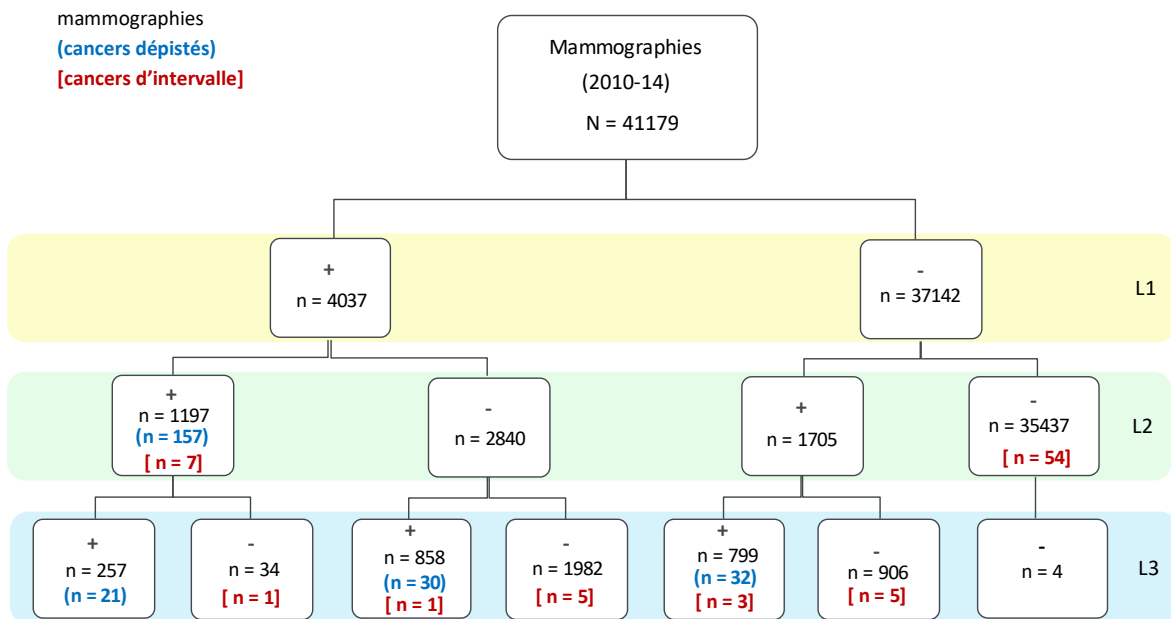 mammographies
(cancers dépistés)
[cancers d'intervalle]
Mammographies
(2010-14)
N = 41179
+
n = 4037
-
n = 37142
L1
+
n = 1197
(n = 157)
[ n = 7]
-
n = 2840
+
n = 1705
-
n = 35437
[ n = 54]
L2
+
n = 257
(n = 21)
-
n = 34
[ n = 1]
+
n = 858
(n = 30)
[ n = 1]
-
n = 1982
[ n = 5]
+
n = 799
(n = 32)
[ n = 3]
-
n = 906
[ n = 5]
-
n = 4
L3